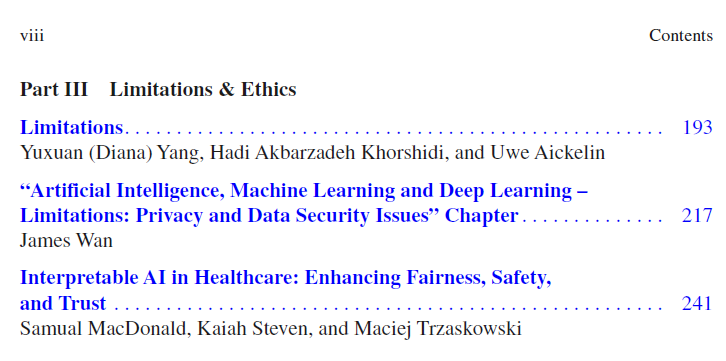 viii Contents
Part III Limitations & Ethics
Limitations. . . . . . . . . . . . . . . . . . . . . . . . . . . . . . . . . . . . . . . . . . . . . . . . . . . . 193
Yuxuan (Diana) Yang, Hadi Akbarzadeh Khorshidi, and Uwe Aickelin
“Artificial Intelligence, Machine Learning and Deep Learning –
Limitations: Privacy and Data Security Issues” Chapter. . . . . . . . . . . . . . 217
James Wan
Interpretable AI in Healthcare: Enhancing Fairness, Safety,
and Trust . . . . . . . . . . . . . . . . . . . . . . . . . . . . . . . . . . . . . . . . . . . . . . . . . . . . . 241
Samual MacDonald, Kaiah Steven, and Maciej Trzaskowski